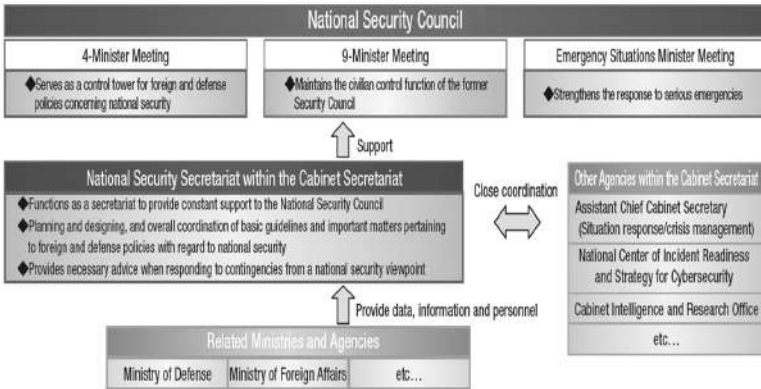 National Security Council
4-Minister Meeting
◆Serves as a control tower for foreign and defense
policies concerning national security
9-Minister Meeting
◆Maintains the civilian control function of the former
Security Council
Emergency Situations Minister Meeting
◆Strengthens the response to serious emergencies
Support
National Security Secretariat within the Cabinet Secretariat
◆Functions as a secretariat to provide constant support to the National Security Council
◆Planning and designing, and overall coordination of basic guidelines and important matters pertaining
to foreign and defense policies with regard to national security
◆Provides necessary advice when responding to contingencies from a national security viewpoint
Close coordination
Other Agencies within the Cabinet Secretariat
Assistant Chief Cabinet Secretary
(Situation response/crisis management)
National Center of Incident Readiness
and Strategy for Cybersecurity
Cabinet Intelligence and Research Office
etc...
Provide data, information and personnel
Related Ministries and Agencies
Ministry of Defense
Ministry of Foreign Affairs
etc...